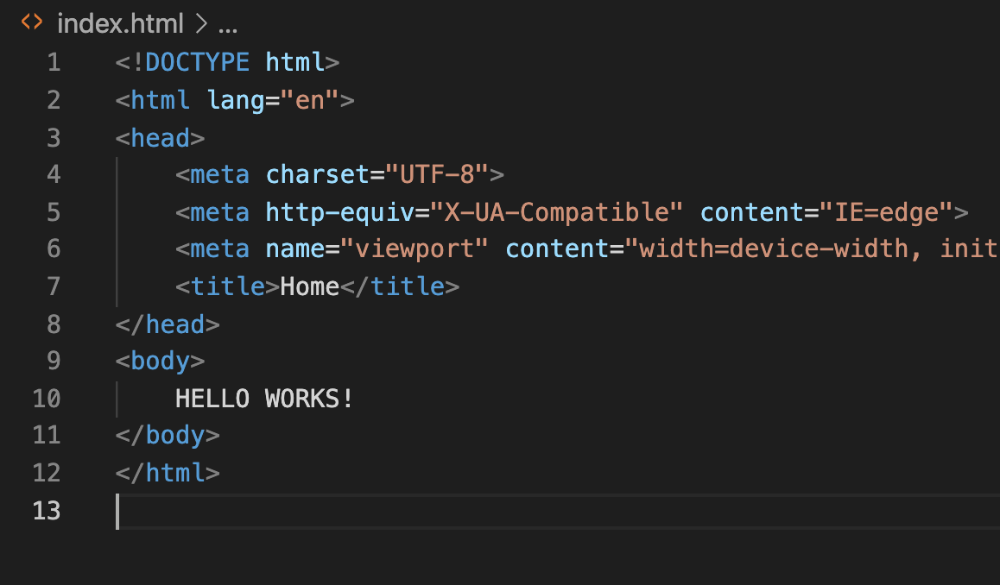 <> index.html > ...
1 <!DOCTYPE html>
2 <html lang="en">
3 <head>
4     <meta charset="UTF-8">
5     <meta http-equiv="X-UA-Compatible" content="IE=edge">
6     <meta name="viewport" content="width=device-width, init
7     <title>Home</title>
8 </head>
9 <body>
10     HELLO WORKS!
11 </body>
12 </html>
13